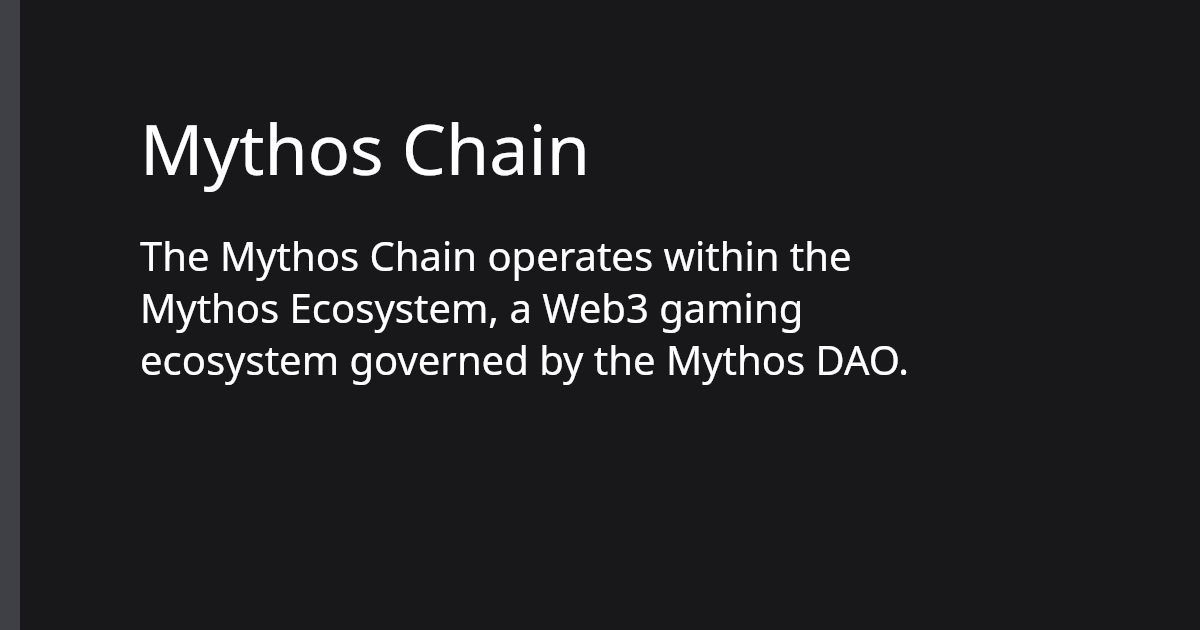 Mythos Chain
The Mythos Chain operates within the
Mythos Ecosystem, a Web3 gaming
ecosystem governed by the Mythos DAO.